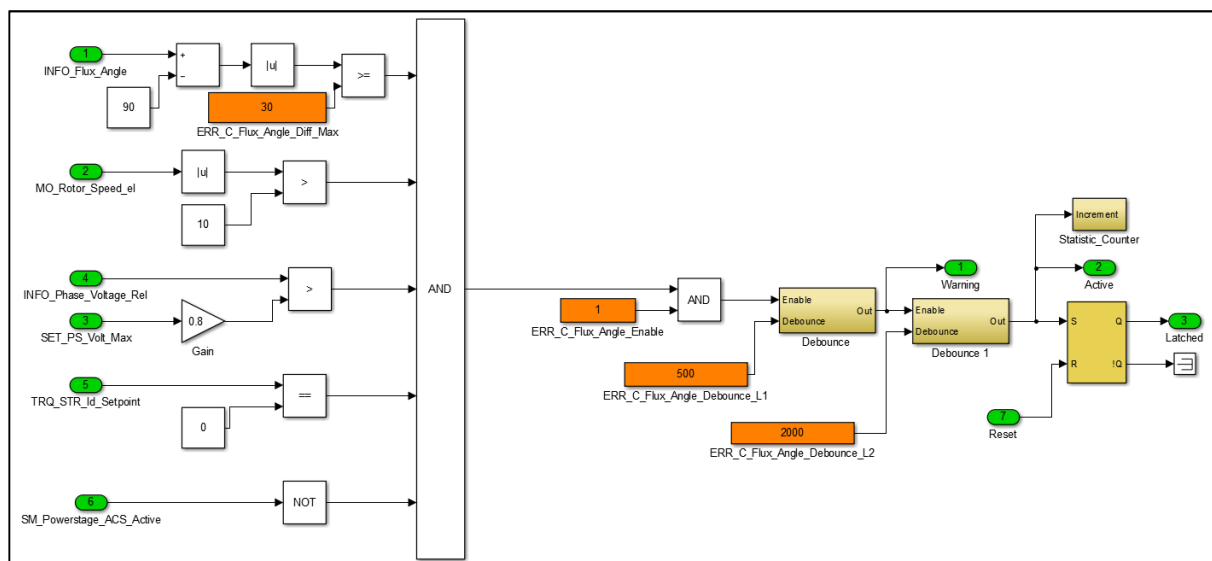 1
INFO_Flux_Angle
+
−
|u|
>=
90
30
ERR_C_Flux_Angle_Diff_Max
2
MO_Rotor_Speed_el
|u|
>
10
4
INFO_Phase_Voltage_Rel
3
SET_PS_Volt_Max
0.8
Gain
>
5
TRQ_STR_Id_Setpoint
0
==
6
SM_Powerstage_ACS_Active
NOT
AND
1
ERR_C_Flux_Angle_Enable
AND
500
ERR_C_Flux_Angle_Debounce_L1
Enable
Debounce
Out
Debounce
2000
ERR_C_Flux_Angle_Debounce_L2
1
Warning
Enable
Debounce
Out
Debounce 1
Increment
Statistic_Counter
2
Active
S
R
Q
!Q
3
Latched
7
Reset